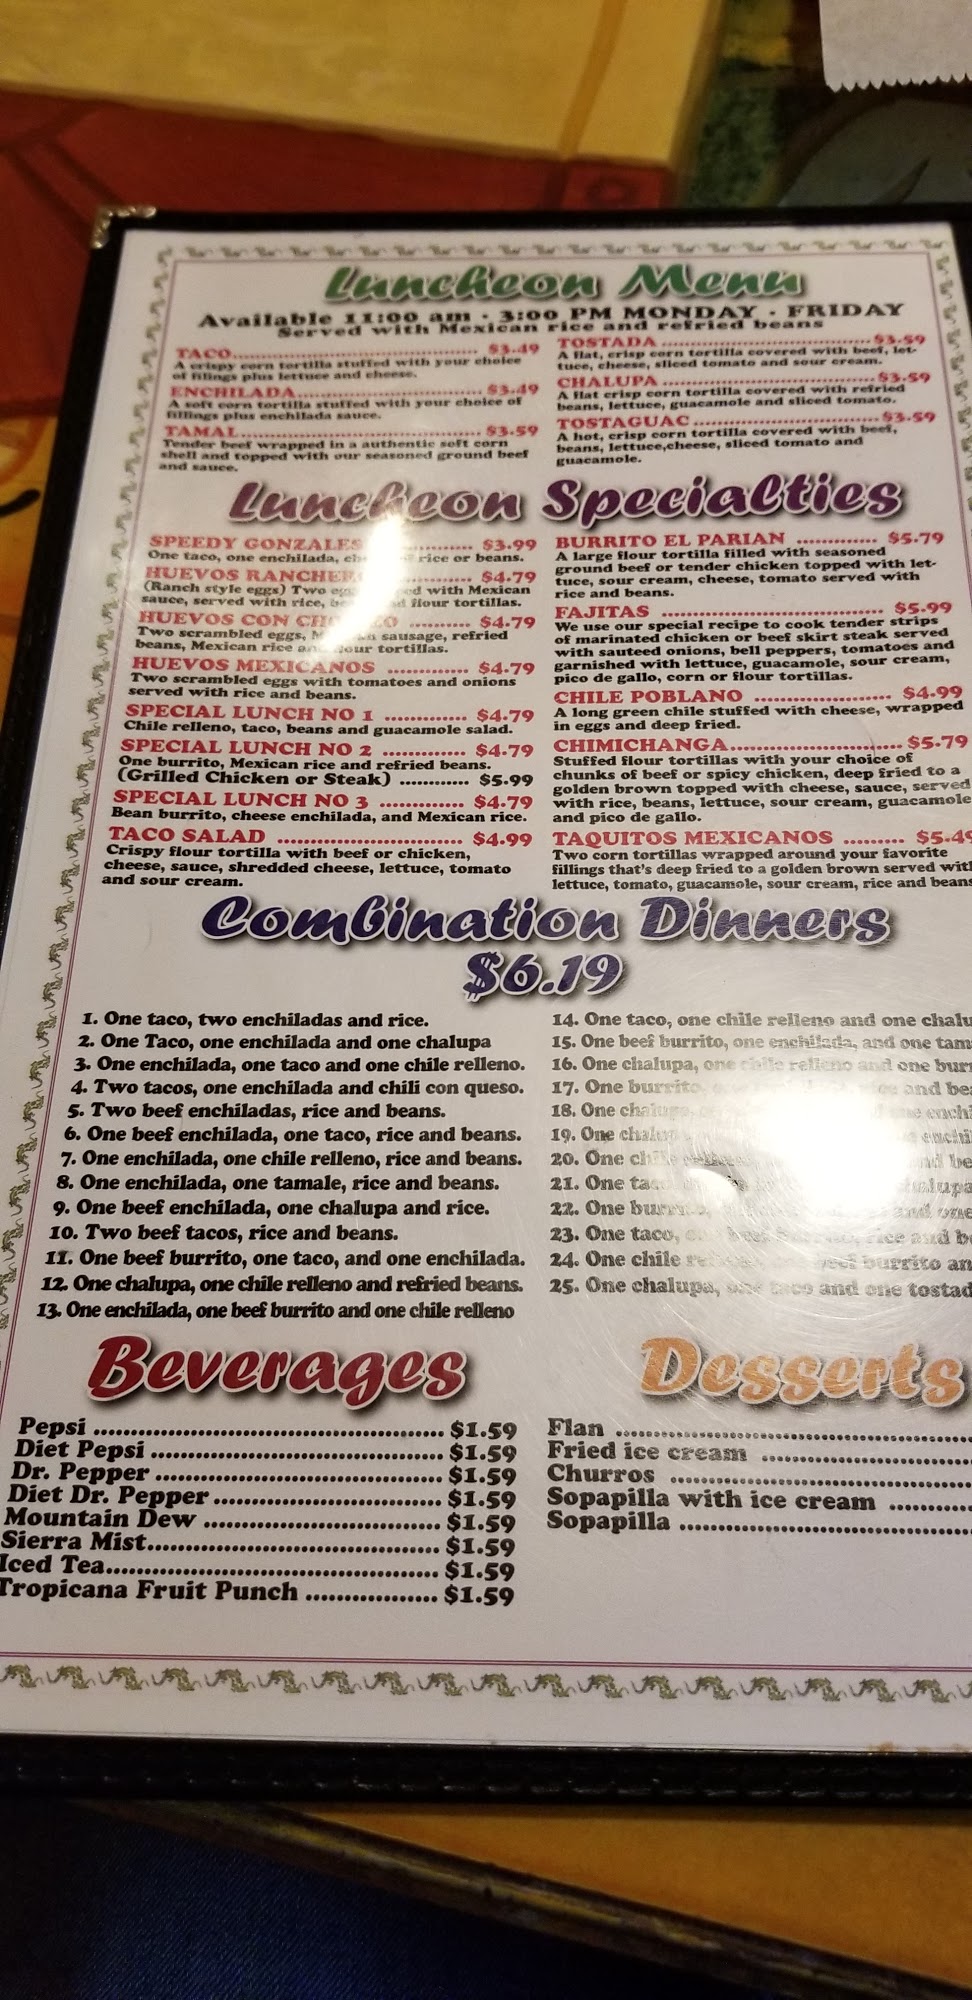 Luncheon Menu
Available 11:00 am - 3:00 PM MONDAY - FRIDAY
Served with Mexican rice and refried beans
TACO.......... $3.49
A crispy corn tortilla stuffed with your choice
of filings plus lettuce and cheese.
ENCHILADA.......... $3.49
A soft corn tortilla stuffed with your choice of
fillings plus enchilada sauce.
TAMAL.......... $3.59
Tender beef wrapped in a authentic soft corn
shell and topped with our seasoned ground beef
and sauce.
TOSTADA .......... $3.59
A flat, crisp corn tortilla covered with beef, let-
tuce, cheese, sliced tomato and sour cream.
CHALUPA .......... $3.59
A flat crisp corn tortilla covered with refried
beans, lettuce, guacamole and sliced tomato.
TOSTAGUAC .......... $3.59
A hot, crisp corn tortilla covered with beef,
beans, lettuce,cheese, sliced tomato and
guacamole.
Luncheon Specialties
SPEEDY GONZALES .......... $3.99
One taco, one enchilada, rice or beans.
HUEVOS .......... $4.79
(Ranch style eggs) Two with Mexican
sauce, served with rice, flour tortillas.
HUEVOS CON .......... $4.79
Two scrambled eggs, sausage, refried
beans, Mexican rice flour tortillas.
HUEVOS MEXICANOS ............ $4.79
Two scrambled eggs with tomatoes and onions
served with rice and beans.
SPECIAL LUNCH NO 1 ............ $4.79
Chile relleno, taco, beans and guacamole salad.
SPECIAL LUNCH NO 2 ............ $4.79
One burrito, Mexican rice and refried beans.
(Grilled Chicken or Steak) ............ $5.99
SPECIAL LUNCH NO 3 ............ $4.79
Bean burrito, cheese enchilada, and Mexican rice.
TACO SALAD .......................... $4.99
Crispy flour tortilla with beef or chicken,
cheese, sauce, shredded cheese, lettuce, tomato
and sour cream.
BURRITO EL PARIAN ............ $5.79
A large flour tortilla filled with seasoned
ground beef or tender chicken topped with let-
tuce, sour cream, cheese, tomato served with
rice and beans.
FAJITAS .......................... $5.99
We use our special recipe to cook tender strips
of marinated chicken or beef skirt steak served
with sauteed onions, bell peppers, tomatoes and
garnished with lettuce, guacamole, sour cream,
pico de gallo, corn or flour tortillas.
CHILE POBLANO .................... $4.99
A long green chile stuffed with cheese, wrapped
in eggs and deep fried.
CHIMICHANGA.......................... $5.79
Stuffed flour tortillas with your choice of
chunks of beef or spicy chicken, deep fried to a
golden brown topped with cheese, sauce, served
with rice, beans, lettuce, sour cream, guacamole
and pico de gallo.
TAQUITOS MEXICANOS ......... $5.49
Two corn tortillas wrapped around your favorite
fillings that's deep fried to a golden brown served with
lettuce, tomato, guacamole, sour cream, rice and beans
Combination Dinners
$6.19
1. One taco, two enchiladas and rice.
2. One Taco, one enchilada and one chalupa
3. One enchilada, one taco and one chile relleno.
4. Two tacos, one enchilada and chili con queso.
5. Two beef enchiladas, rice and beans.
6. One beef enchilada, one taco, rice and beans.
7. One enchilada, one chile relleno, rice and beans.
8. One enchilada, one tamale, rice and beans.
9. One beef enchilada, one chalupa and rice.
10. Two beef tacos, rice and beans.
11. One beef burrito, one taco, and one enchilada.
12. One chalupa, one chile relleno and refried beans.
13. One enchilada, one beef burrito and one chile relleno
14. One taco, one chile relleno and one
15. One beef burrito, one enchilada, and one
16. One chalupa, one chile relleno and one
17. One burrito, and
18. One chalupa, one
19. One
20. One
21. One
22. One and one
23. One taco, rice and
24. One chile beef burrito
25. One chalupa, one taco and one
Beverages
Pepsi .......... $1.59
Diet Pepsi .......... $1.59
Dr. Pepper .......... $1.59
Diet Dr. Pepper .......... $1.59
Mountain Dew .......... $1.59
Sierra Mist.......... $1.59
Iced Tea.......... $1.59
Tropicana Fruit Punch .......... $1.59
Desserts
Flan ..........
Fried ice cream ..........
Churros ..........
Sopapilla with ice cream ..........
Sopapilla ..........